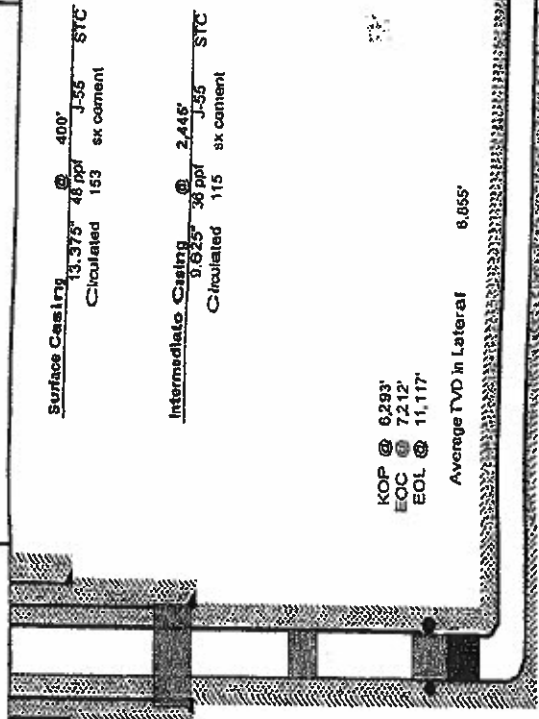 Surface Casing @ 400'
13.375" 48 ppf J-55 STC
Circulated 153 sx cement
Intermediate Casing @ 2,445'
9.625" 36 ppf J-55 STC
Circulated 115 sx cement
KOP @ 6,293'
EOC @ 7,212'
EOL @ 11,117'
Average TVD in Lateral 6,855'